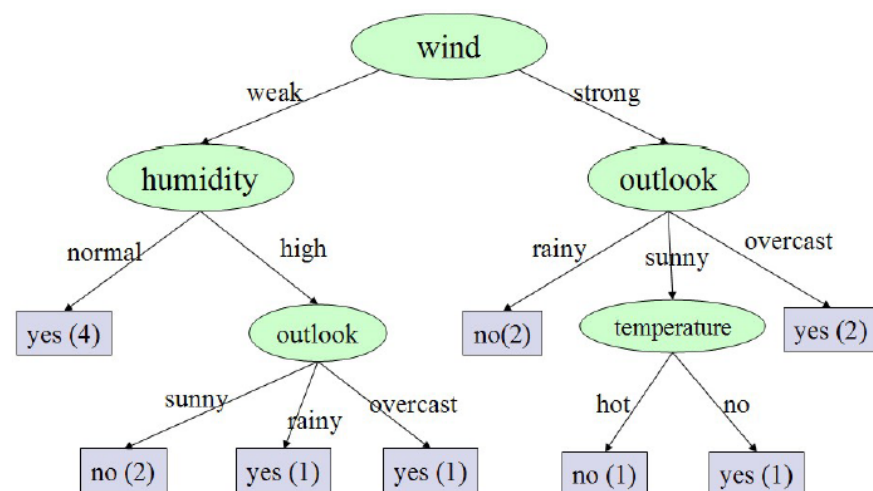 wind
weak
strong
humidity
outlook
normal
high
rainy
sunny
overcast
yes (4)
outlook
no(2)
temperature
yes (2)
sunny
rainy
overcast
hot
no
no (2)
yes (1)
yes (1)
no (1)
yes (1)